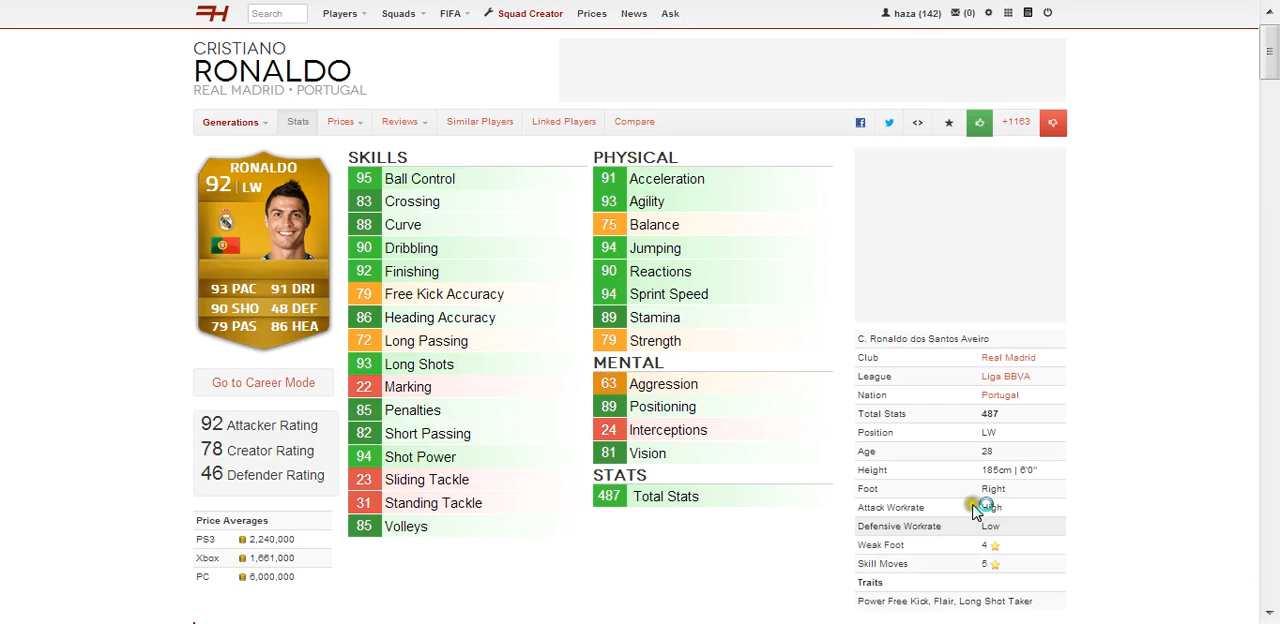 Search
Players
Squads
FIFA
Squad Creator
Prices
News
Ask
haza (142)
(0)
CRISTIANO
RONALDO
REAL MADRID • PORTUGAL
Generations
Stats
Prices
Reviews
Similar Players
Linked Players
Compare
+1163
RONALDO
92 LW
93 PAC 91 DRI
90 SHO 48 DEF
79 PAS 86 HEA
Go to Career Mode
92 Attacker Rating
78 Creator Rating
46 Defender Rating
Price Averages
PS3 2,240,000
Xbox 1,661,000
PC 6,000,000
SKILLS
95 Ball Control
83 Crossing
88 Curve
90 Dribbling
92 Finishing
79 Free Kick Accuracy
86 Heading Accuracy
72 Long Passing
93 Long Shots
22 Marking
85 Penalties
82 Short Passing
94 Shot Power
23 Sliding Tackle
31 Standing Tackle
85 Volleys
PHYSICAL
91 Acceleration
93 Agility
75 Balance
94 Jumping
90 Reactions
94 Sprint Speed
89 Stamina
79 Strength
MENTAL
63 Aggression
89 Positioning
24 Interceptions
81 Vision
STATS
487 Total Stats
C. Ronaldo dos Santos Aveiro
Club Real Madrid
League Liga BBVA
Nation Portugal
Total Stats 487
Position LW
Age 28
Height 185cm | 6'0"
Foot Right
Attack Workrate
Defensive Workrate Low
Weak Foot 4
Skill Moves 5
Traits
Power Free Kick, Flair, Long Shot Taker